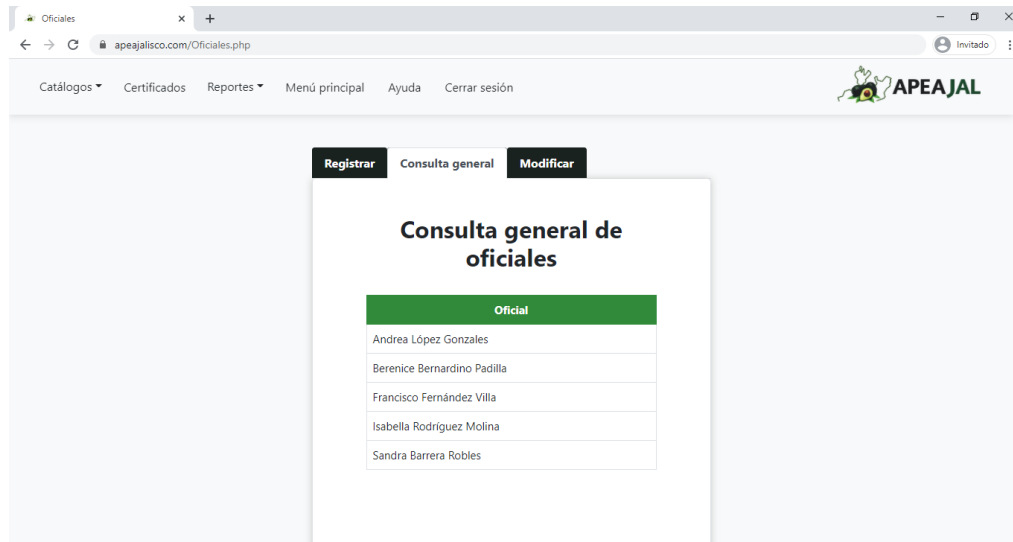 Oficiales
apeajalisco.com/Oficiales.php
Invitado
Catálogos Certificados Reportes Menú principal Ayuda Cerrar sesión
APEAJAL
Registrar Consulta general Modificar
Consulta general de
oficiales
Oficial
Andrea López Gonzales
Berenice Bernardino Padilla
Francisco Fernández Villa
Isabella Rodríguez Molina
Sandra Barrera Robles